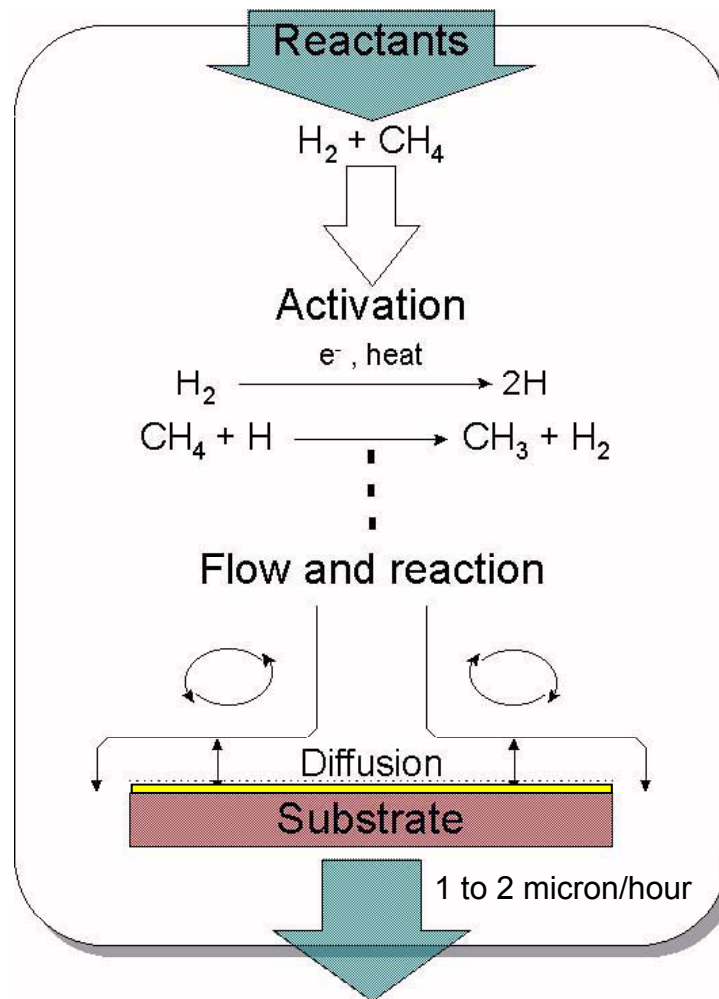 Reactants
H₂ + CH₄
Activation
e⁻ , heat
H₂ 2H
CH₄ + H CH₃ + H₂
Flow and reaction
Diffusion
Substrate
1 to 2 micron/hour